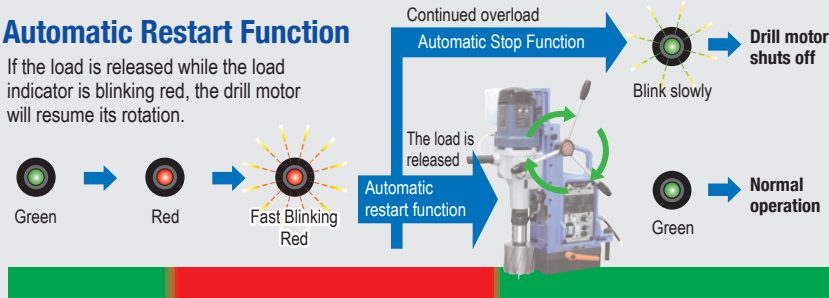 Automatic Restart Function
If the load is released while the load
indicator is blinking red, the drill motor
will resume its rotation.
Green
Red
Fast Blinking
Red
Continued overload
Automatic Stop Function
The load is
released
Automatic
restart function
Blink slowly
Drill motor
shuts off
Green
Normal
operation